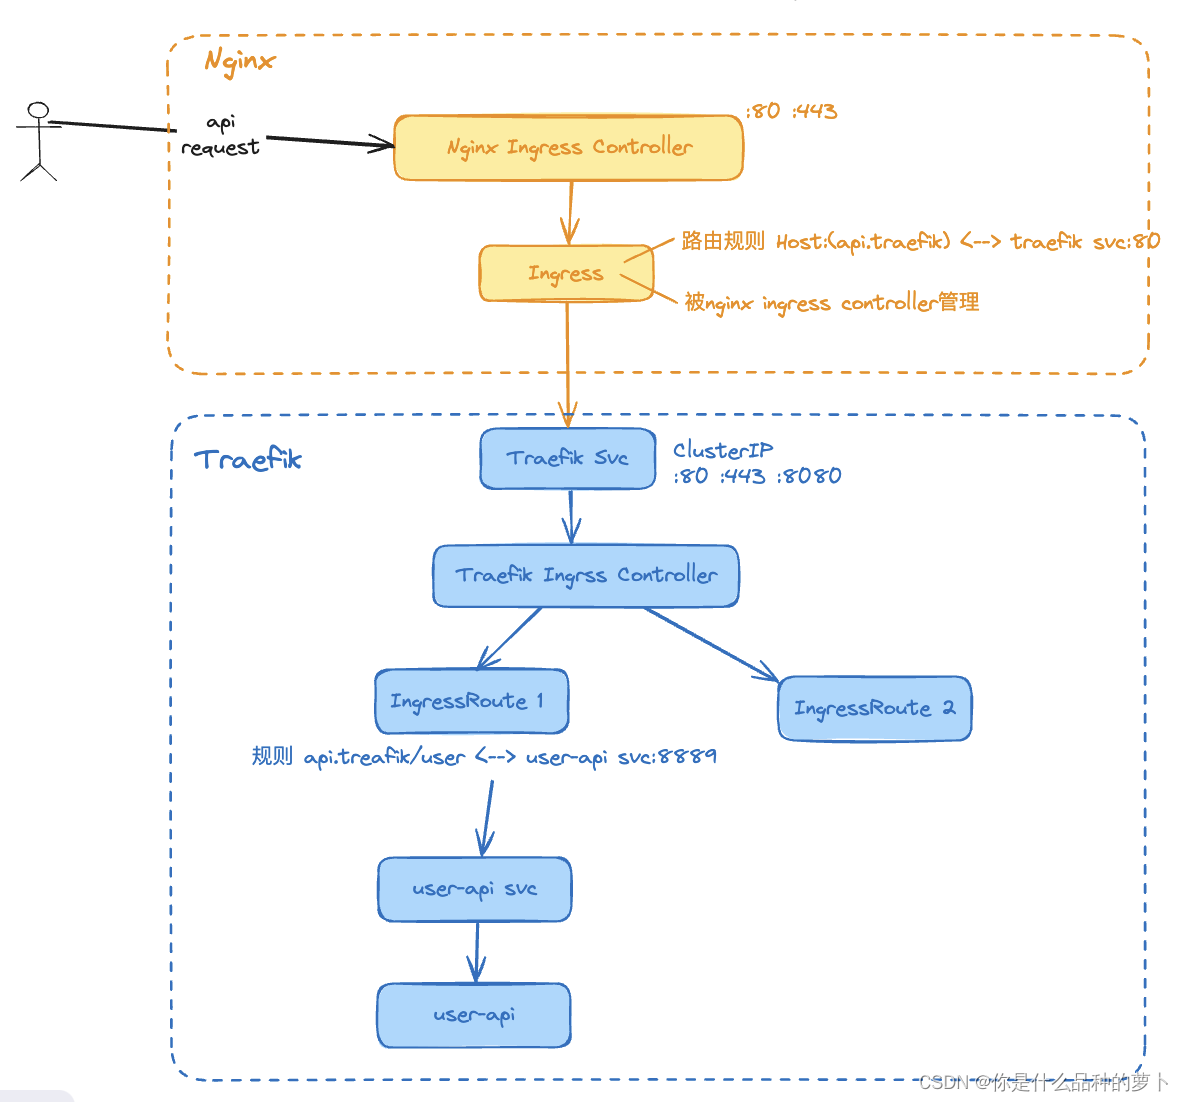 Nginx
api
request
:80 :443
Nginx Ingress Controller
路由规则 Host:(api.traefik) <--> traefik svc:80
Ingress
被nginx ingress controller管理
Traefik
Traefik Svc
ClusterIP
:80 :443 :8080
Traefik Ingrss Controller
IngressRoute 1
IngressRoute 2
规则 api.treafik/user <--> user-api svc:8889
user-api svc
user-api
CSDN @你是什么品种的萝卜